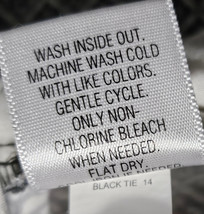 WASH INSIDE OUT.
MACHINE WASH COLD
WITH LIKE COLORS.
GENTLE CYCLE.
ONLY NON-
CHLORINE BLEACH
WHEN NEEDED.
FLAT DRY.
NEEDED
BLACK TIE 14